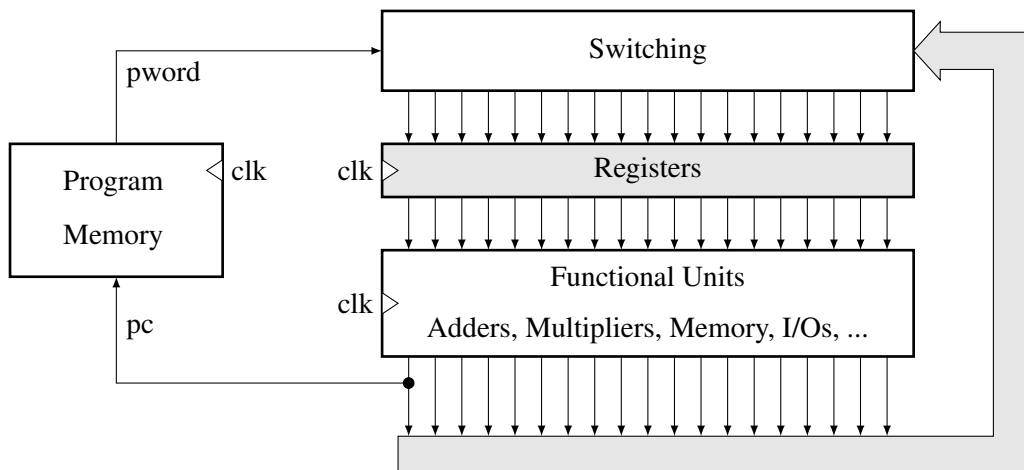 Switching
pword
Program
Memory
clk
clk
Registers
clk
Functional Units
Adders, Multipliers, Memory, I/Os, ...
pc